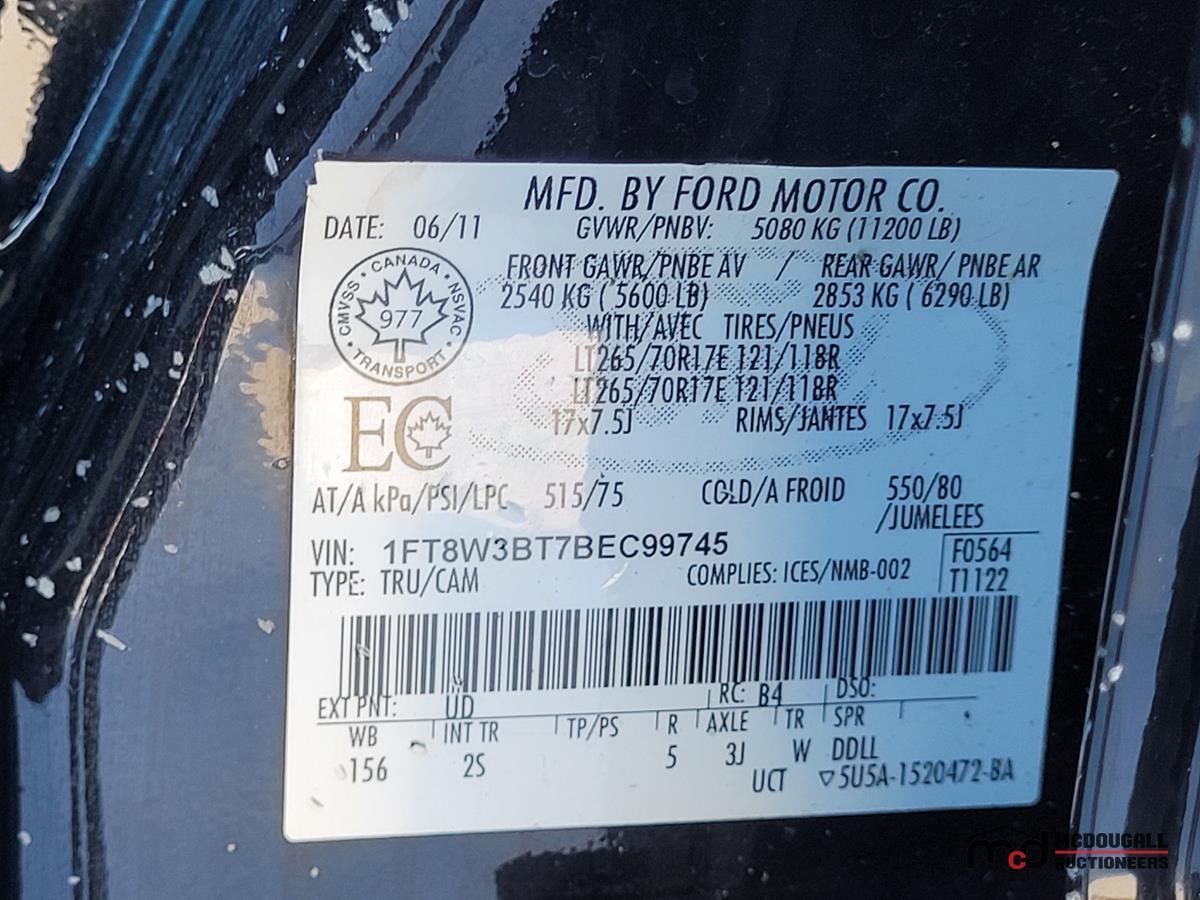 MFD. BY FORD MOTOR CO.
DATE: 06/11 GVWR/PNBV: 5080 KG (11200 LB)
FRONT GAWR/PNBE AV / REAR GAWR/ PNBE AR
2540 KG ( 5600 LB) 2853 KG ( 6290 LB)
CANADA
CMVSS • NSVAC
977
TRANSPORT
WITH/AVEC TIRES/PNEUS
LT265/70R17E 121/118R
LT265/70R17E 121/118R
17x7.5J RIMS/JANTES 17x7.5J
EC
AT/A kPa/PSI/LPC 515/75 COLD/A FROID 550/80
/JUMELEES
VIN: 1FT8W3BT7BEC99745 F0564
TYPE: TRU/CAM COMPLIES: ICES/NMB-002 T1122
EXT PNT: UD RC: B4 DSO:
WB INT TR TP/PS R AXLE TR SPR
156 2S 5 3J W DDLL
UCT ▽5U5A-1520472-BA
mcd MCDOUGALL
AUCTIONEERS